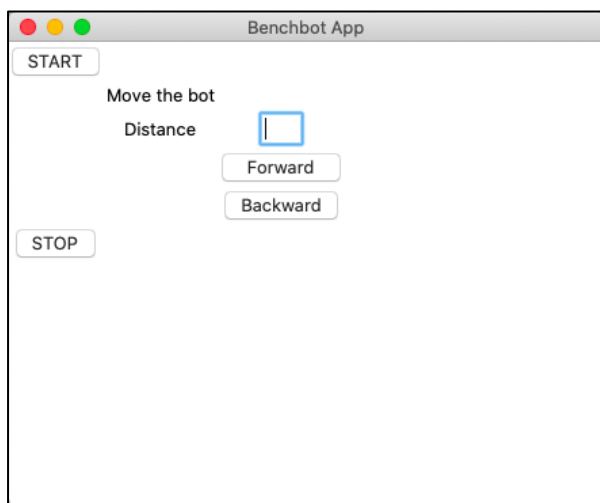 Benchbot App
START
Move the bot
Distance
Forward
Backward
STOP